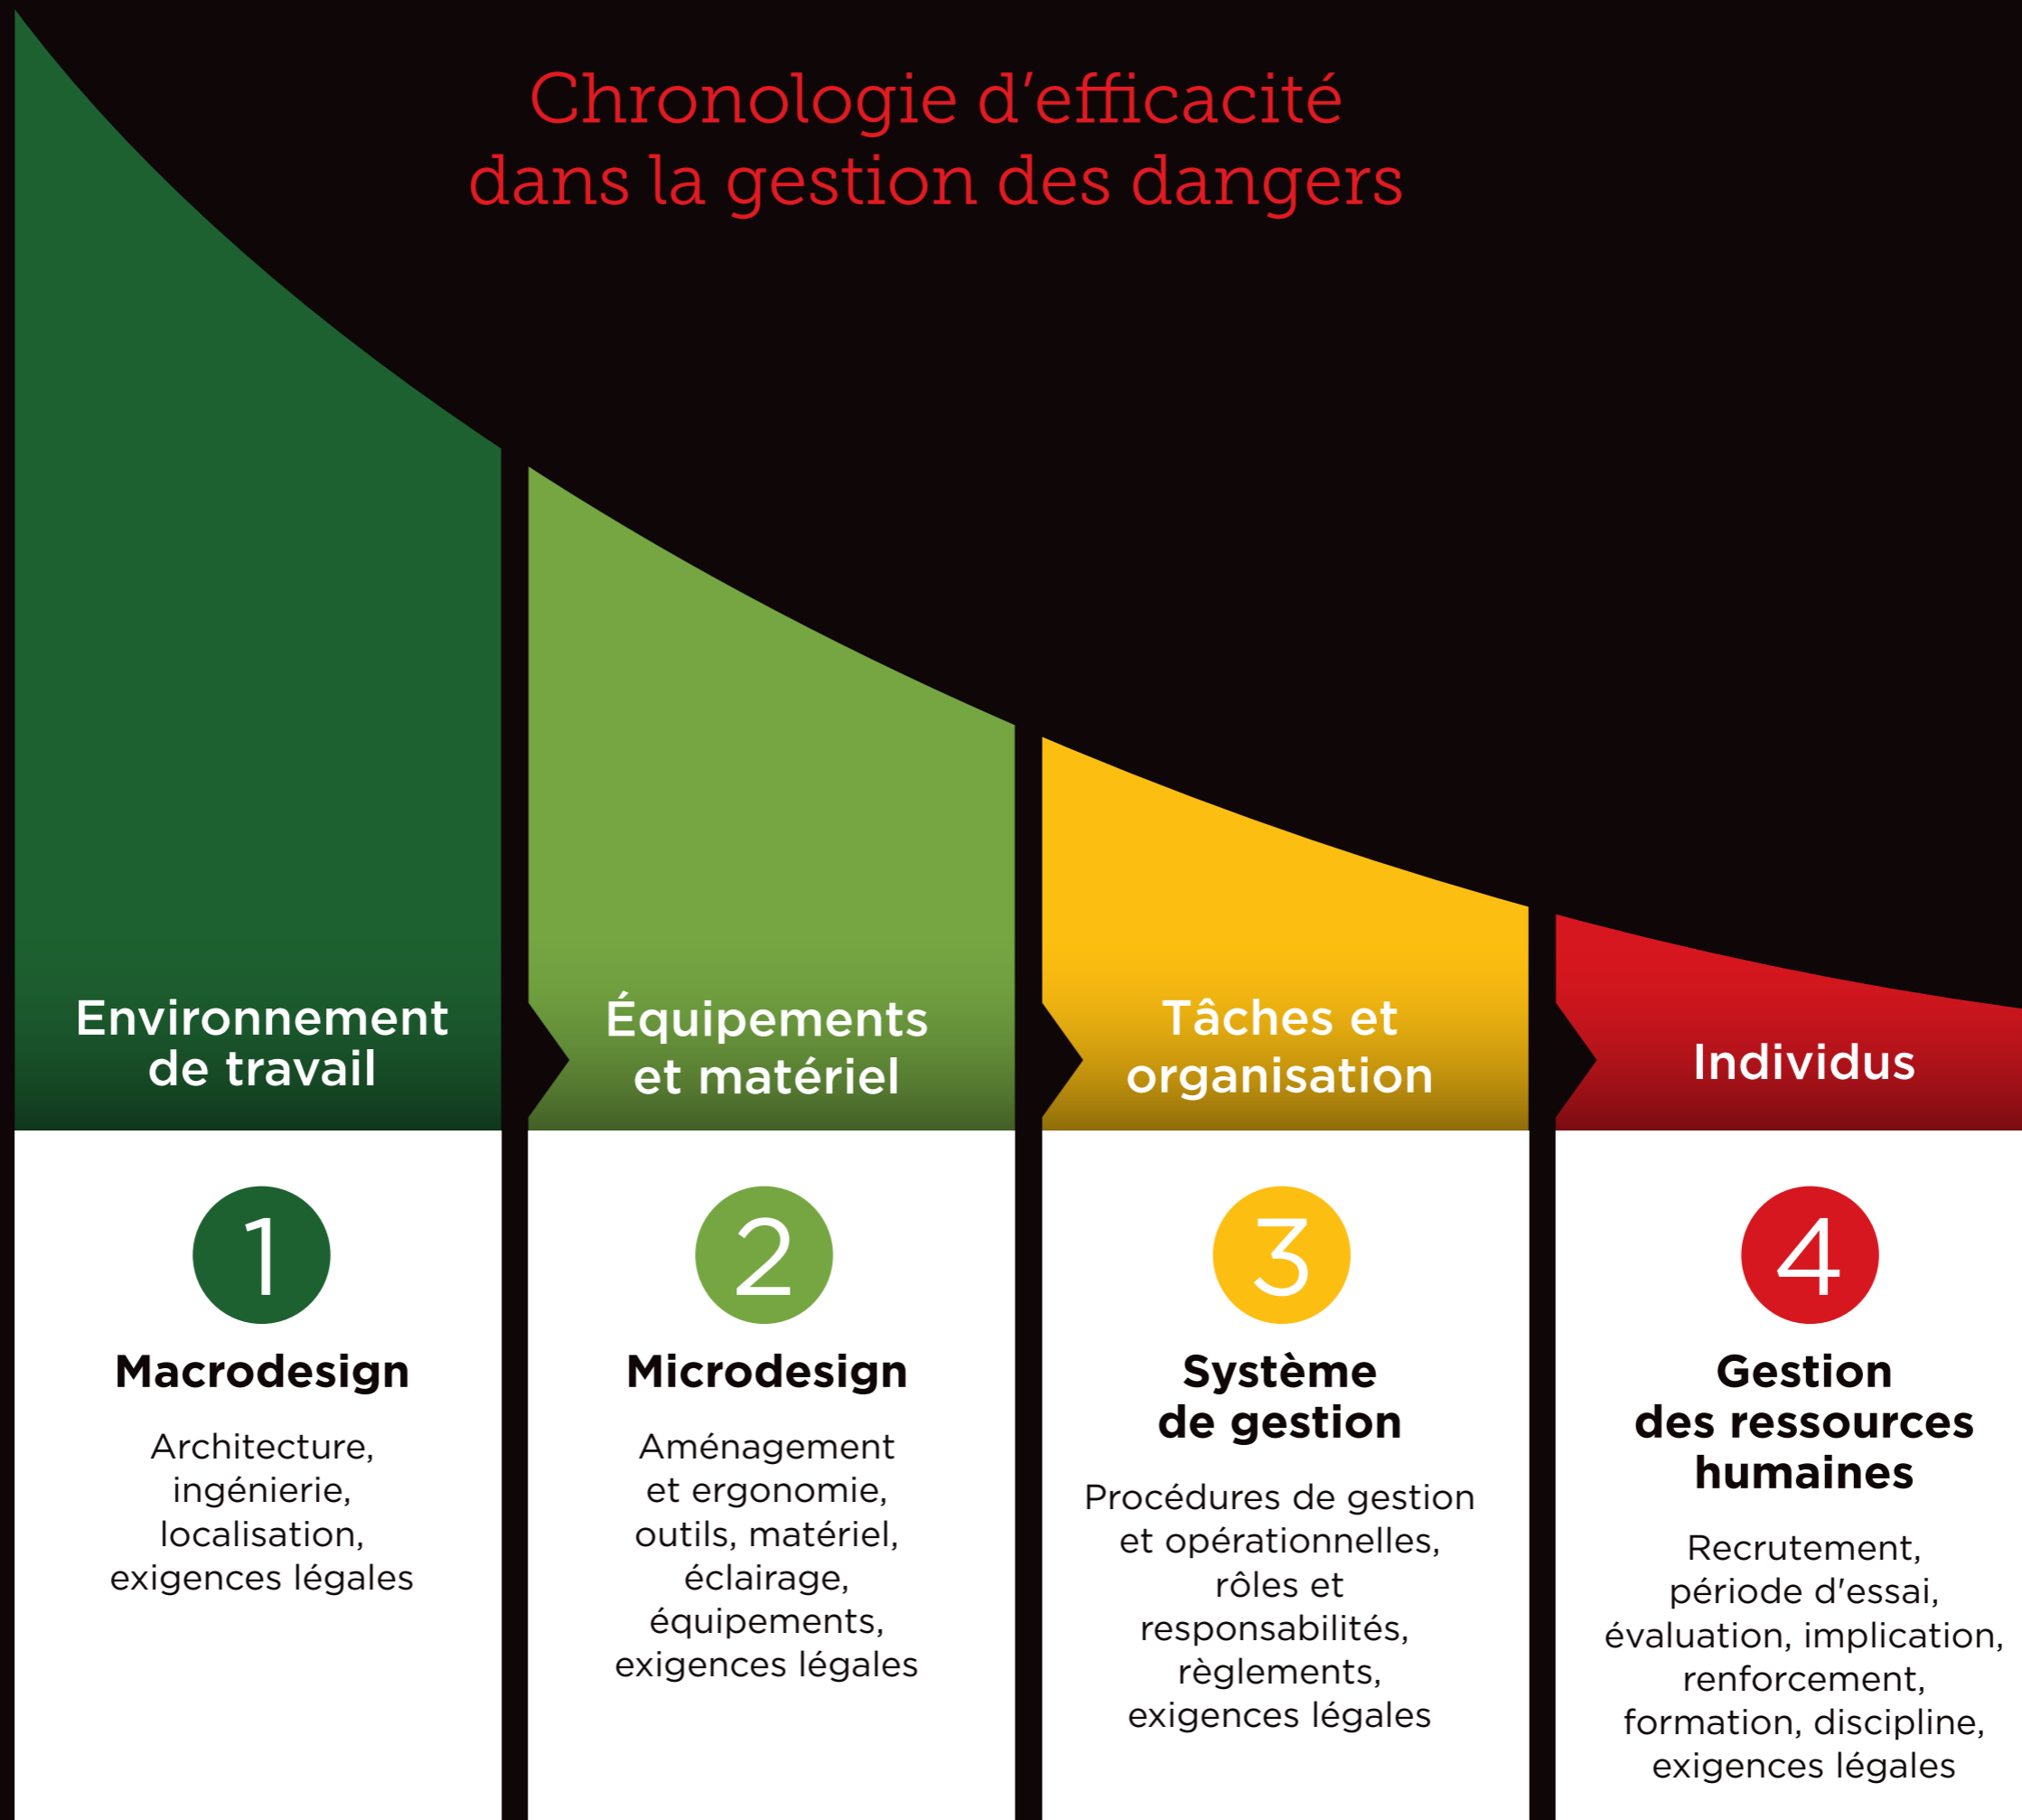 Chronologie d’efficacité
dans la gestion des dangers
Environnement
de travail
1
Macrodesign
Architecture,
ingénierie,
localisation,
exigences légales
Équipements
et matériel
2
Microdesign
Aménagement
et ergonomie,
outils, matériel,
éclairage,
équipements,
exigences légales
Tâches et
organisation
3
Système
de gestion
Procédures de gestion
et opérationnelles,
rôles et
responsabilités,
règlements,
exigences légales
Individus
4
Gestion
des ressources
humaines
Recrutement,
période d'essai,
évaluation, implication,
renforcement,
formation, discipline,
exigences légales